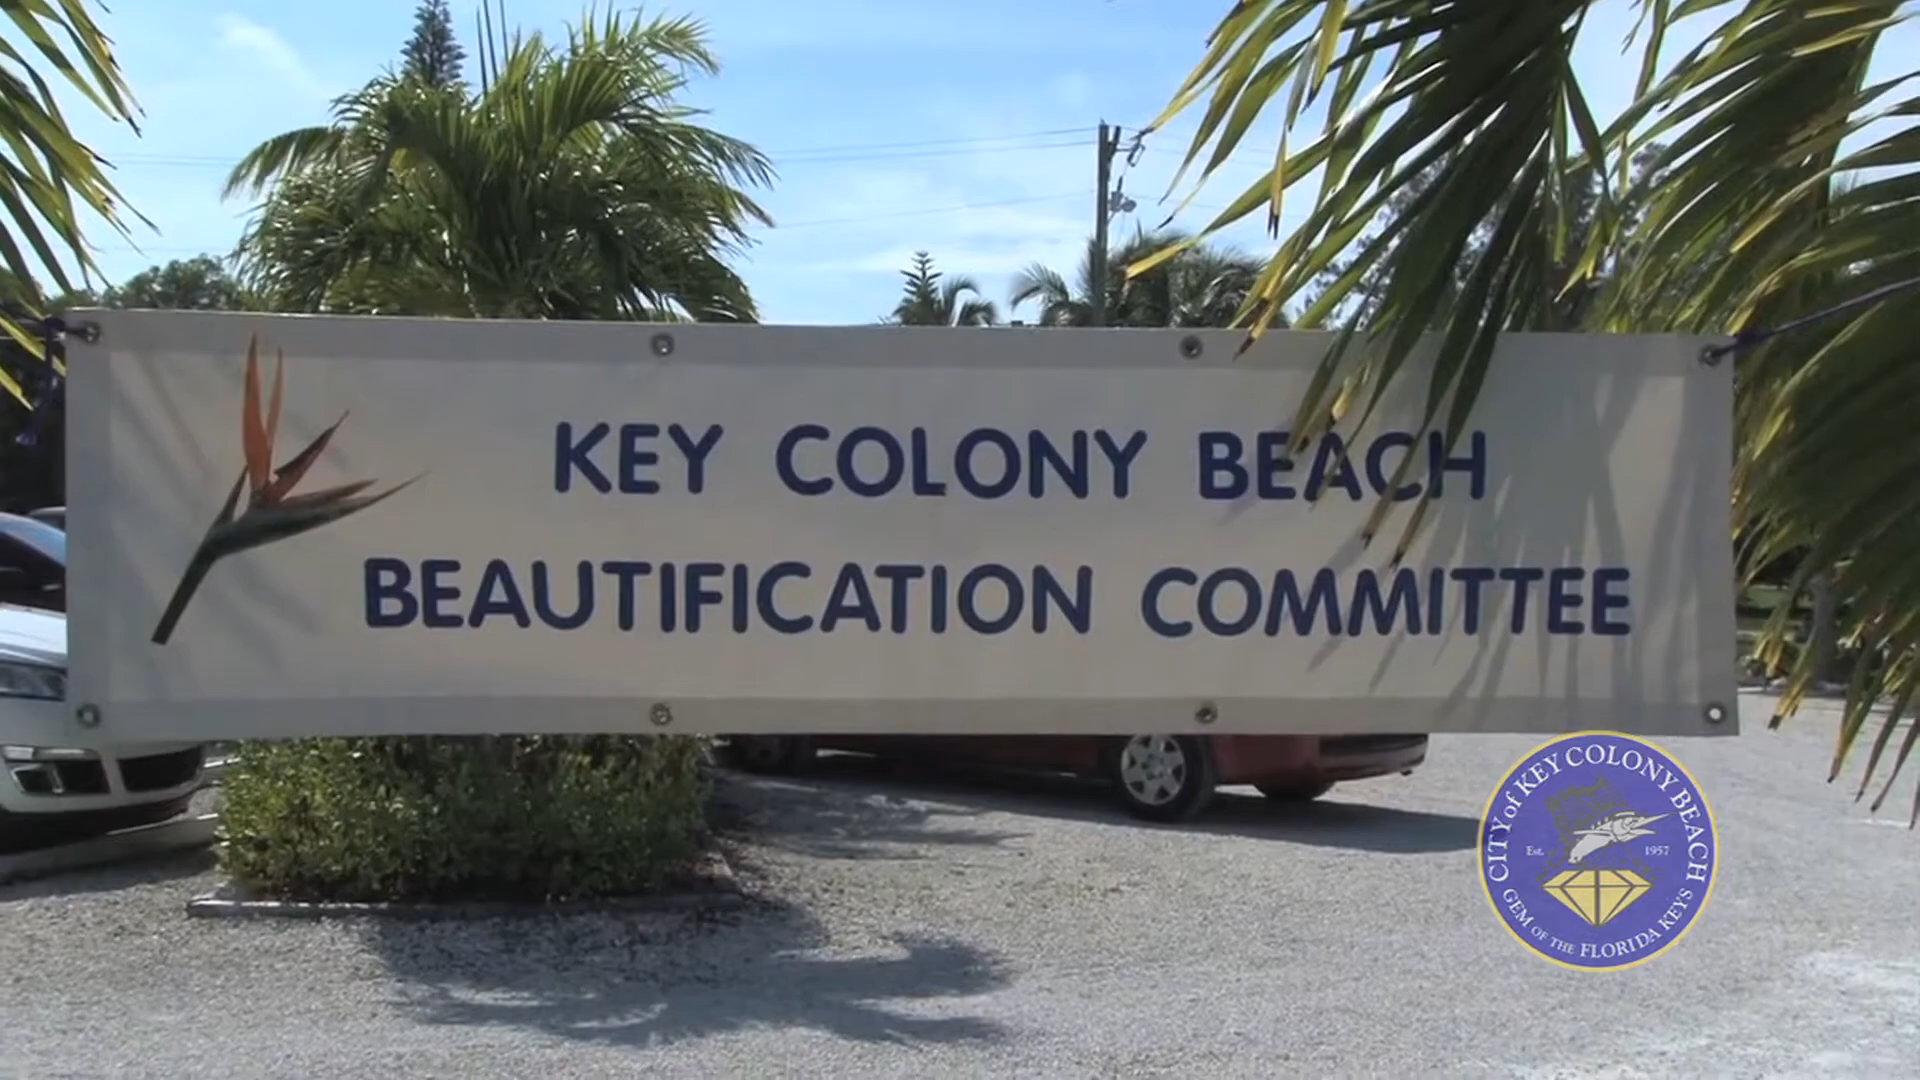 KEY COLONY BEACH
BEAUTIFICATION COMMITTEE
CITY of KEY COLONY BEACH
Est. 1957
GEM OF THE FLORIDA KEYS